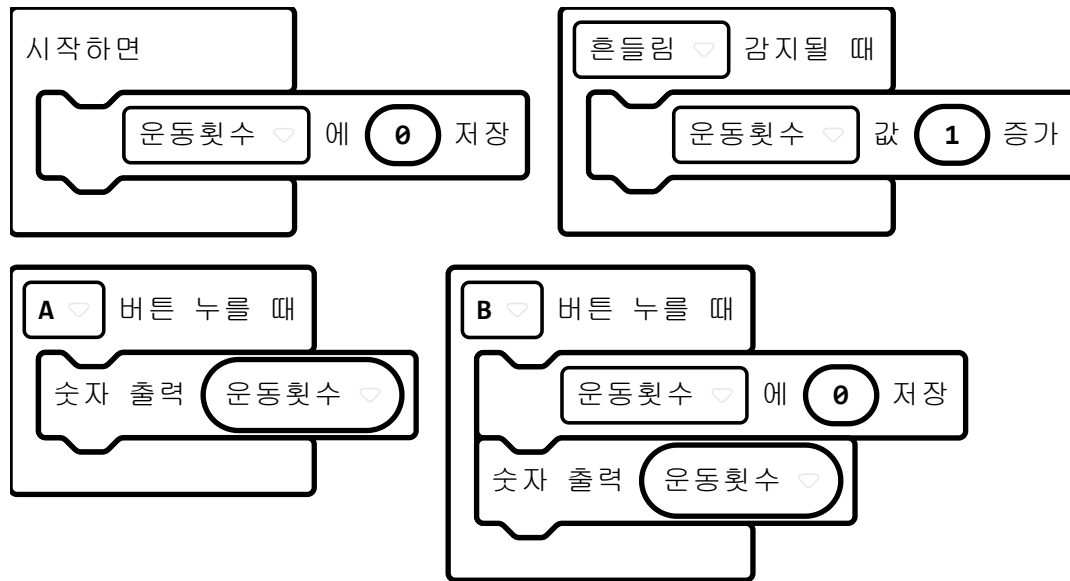 시작하면
운동횟수 에 0 저장
흔들림 감지될 때
운동횟수 값 1 증가
A 버튼 누를 때
숫자 출력 운동횟수
B 버튼 누를 때
운동횟수 에 0 저장
숫자 출력 운동횟수